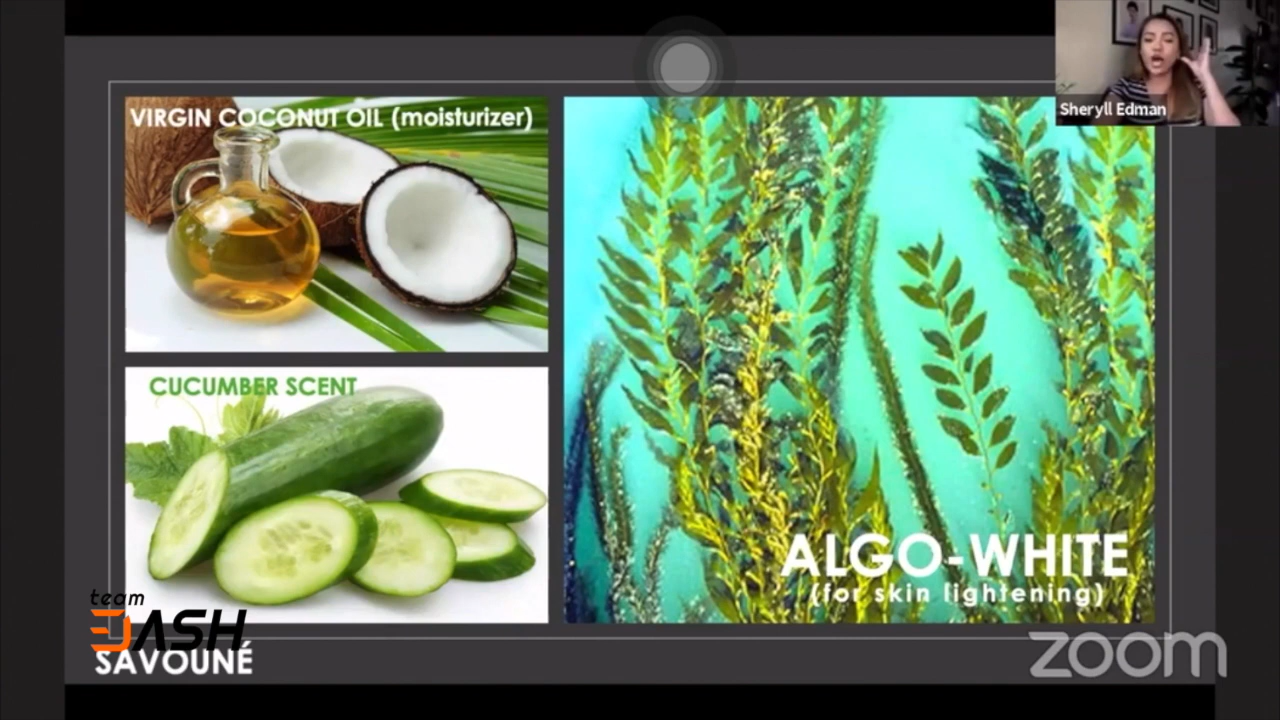 VIRGIN COCONUT OIL (moisturizer)
Sheryll Edman
CUCUMBER SCENT
ALGO-WHITE
(for skin lightening)
team
DASH
SAVOUNÉ
zoom